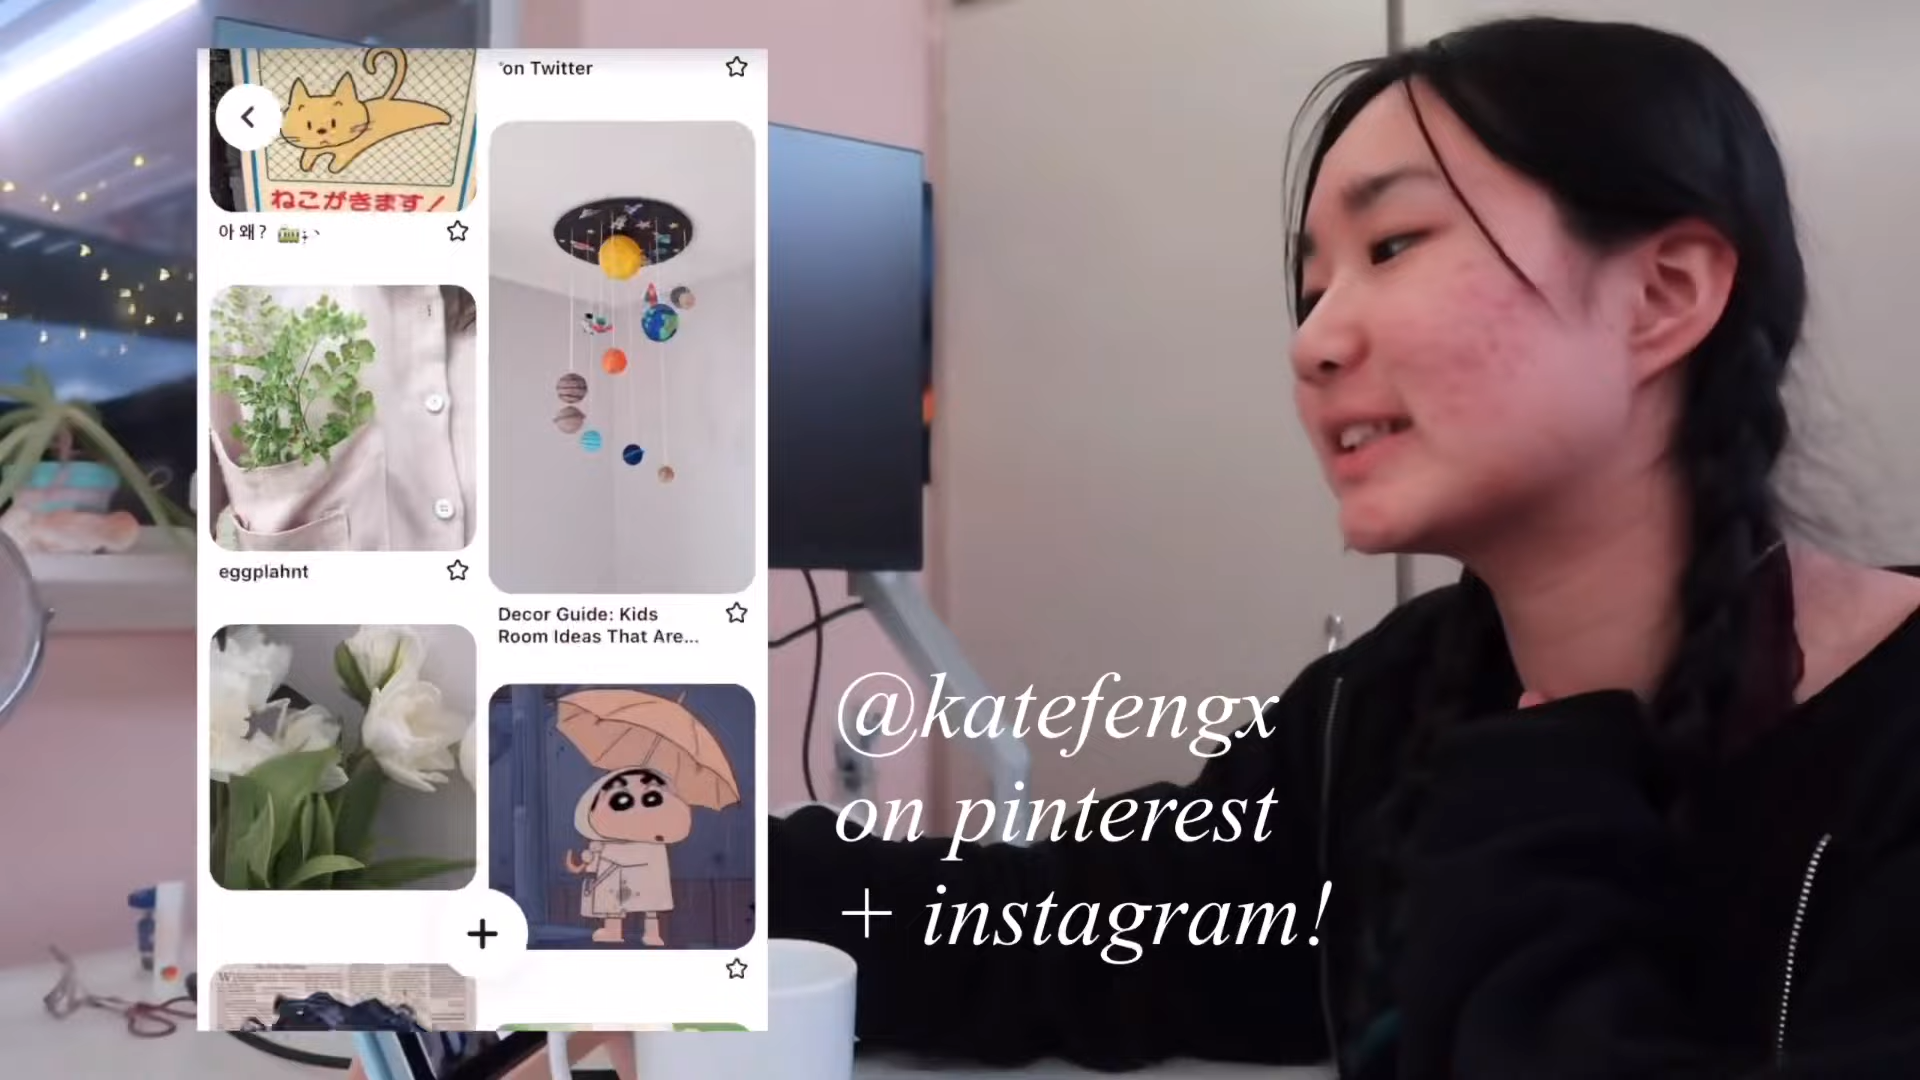 on Twitter
ねこがきます!
아 왜?
eggplahnt
Decor Guide: Kids
Room Ideas That Are...
@katefengx
on pinterest
+ instagram!